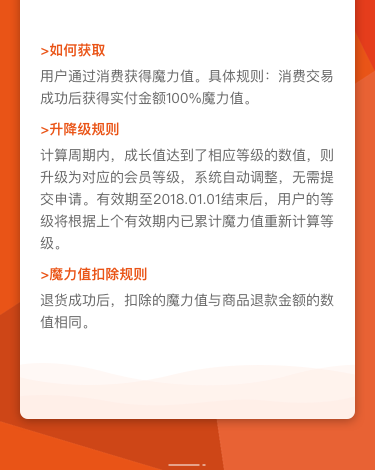 >如何获取
用户通过消费获得魔力值。具体规则：消费交易
成功后获得实付金额100%魔力值。
>升降级规则
计算周期内，成长值达到了相应等级的数值，则
升级为对应的会员等级，系统自动调整，无需提
交申请。有效期至2018.01.01结束后，用户的等
级将根据上个有效期内已累计魔力值重新计算等
级。
>魔力值扣除规则
退货成功后，扣除的魔力值与商品退款金额的数
值相同。